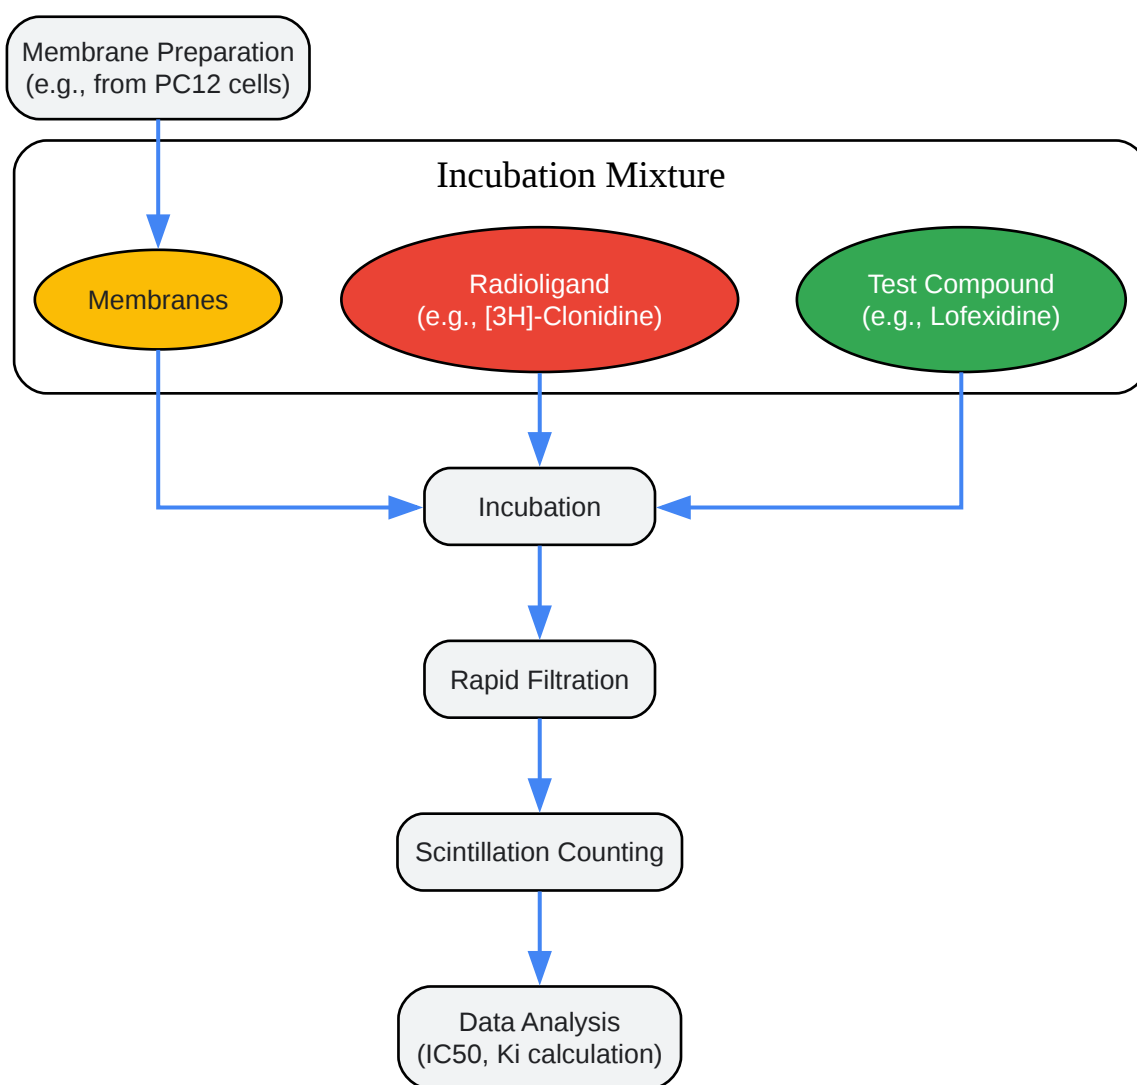 Membrane Preparation
(e.g., from PC12 cells)
Incubation Mixture
Membranes
Radioligand
(e.g., [3H]-Clonidine)
Test Compound
(e.g., Lofexidine)
Incubation
Rapid Filtration
Scintillation Counting
Data Analysis
(IC50, Ki calculation)